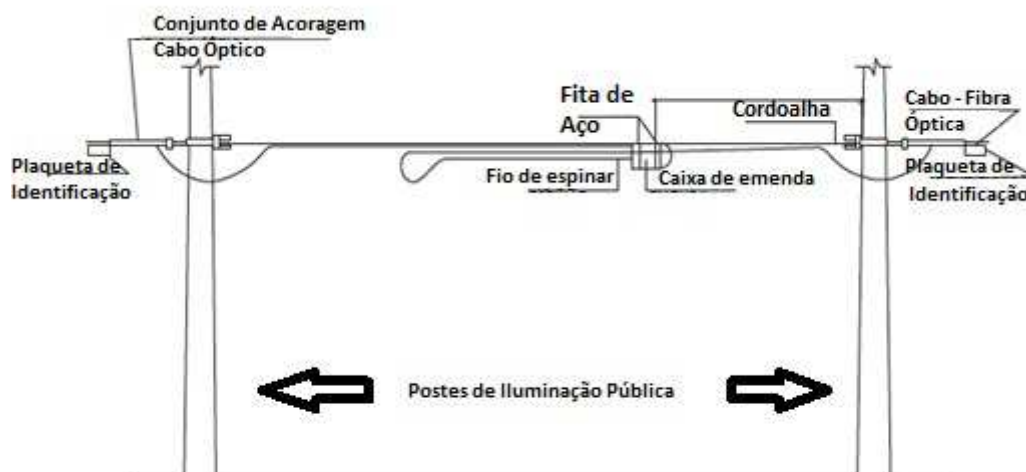 Conjunto de Acoragem
Cabo Óptico
Fita de
Aço
Cordoalha
Cabo - Fibra
Óptica
Plaqueta de
Identificação
Fio de espinar
Caixa de emenda
Plaqueta de
Identificação
Postes de Iluminação Pública